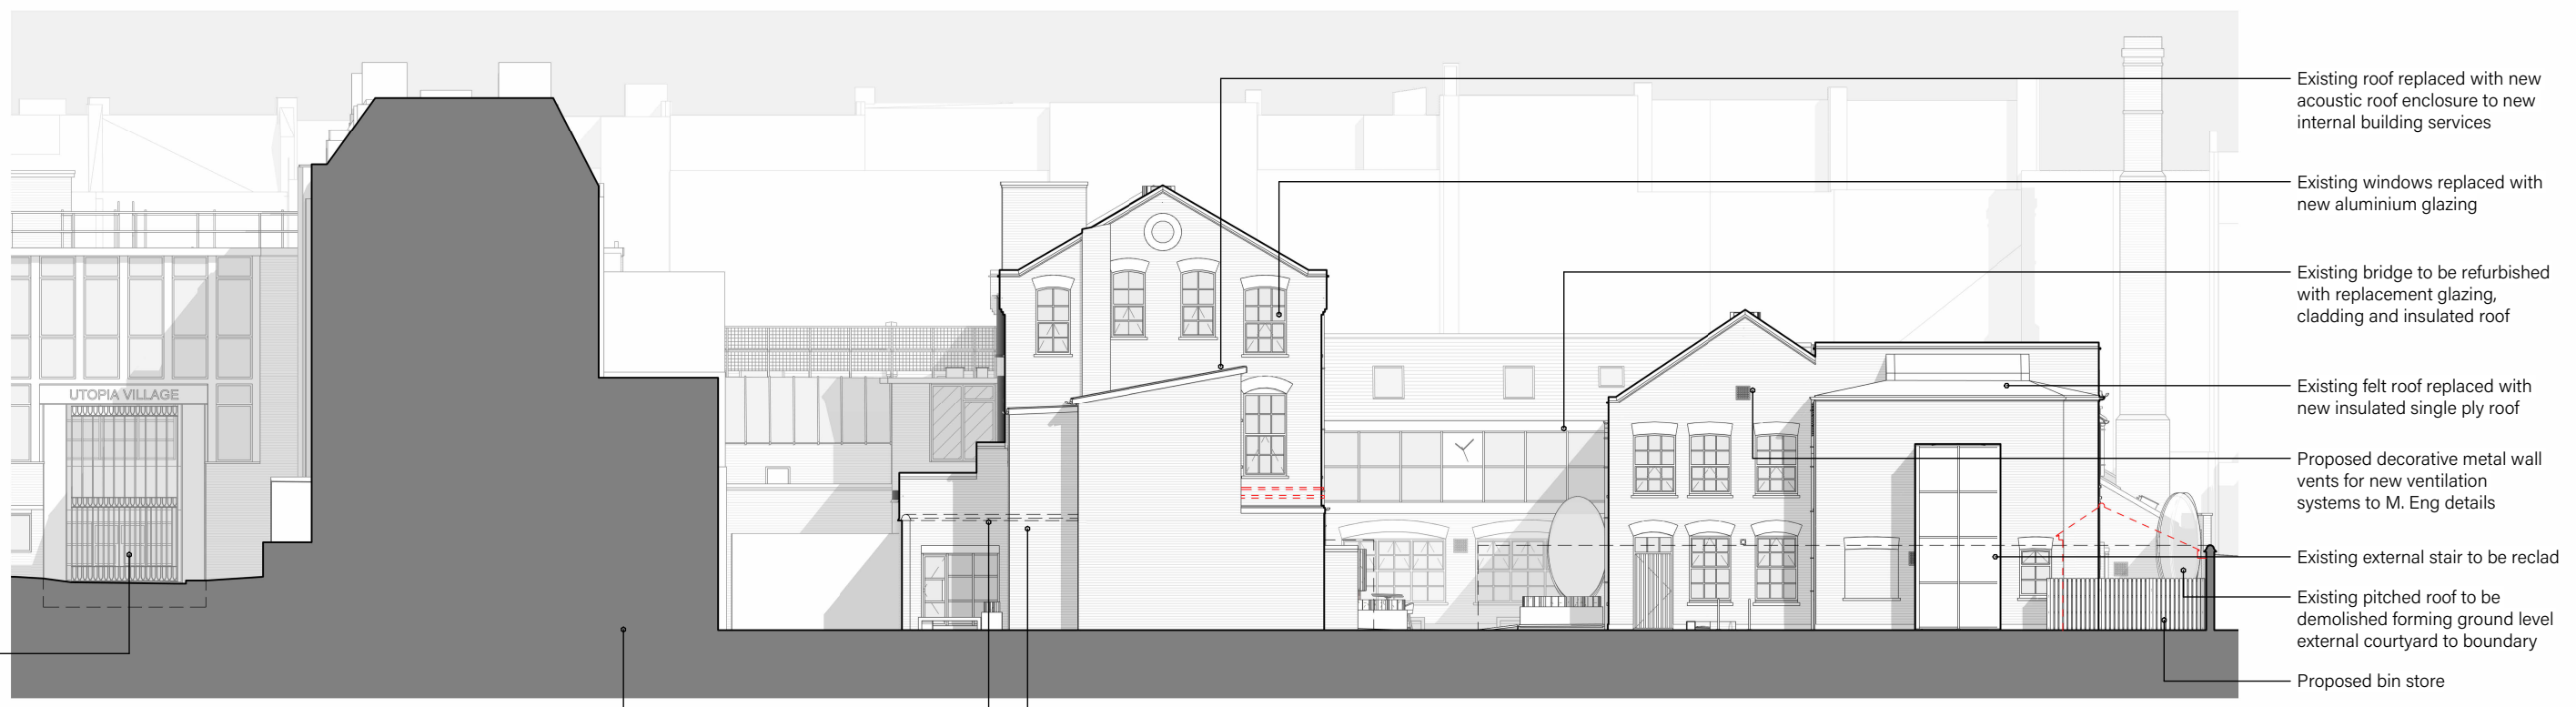 UTOPIA VILLAGE
Existing roof replaced with new
acoustic roof enclosure to new
internal building services
Existing windows replaced with
new aluminium glazing
Existing bridge to be refurbished
with replacement glazing,
cladding and insulated roof
Existing felt roof replaced with
new insulated single ply roof
Proposed decorative metal wall
vents for new ventilation
systems to M. Eng details
Existing external stair to be reclad
Existing pitched roof to be
demolished forming ground level
external courtyard to boundary
Proposed bin store